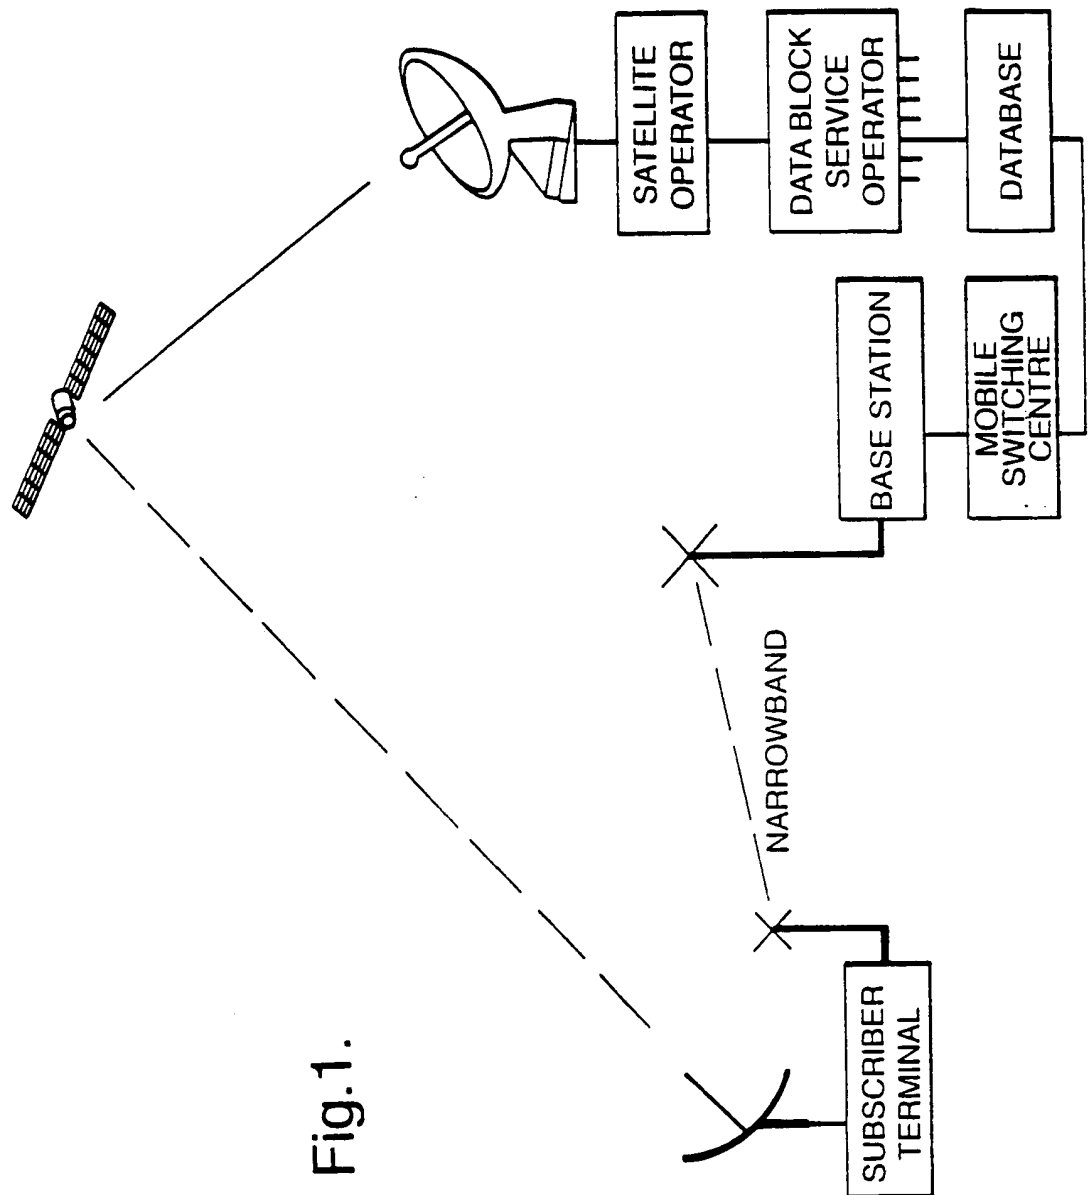 SATELLITE
OPERATOR
DATA BLOCK
SERVICE
OPERATOR
DATABASE
BASE STATION
MOBILE
SWITCHING
CENTRE
NARROWBAND
SUBSCRIBER
TERMINAL
Fig.1.